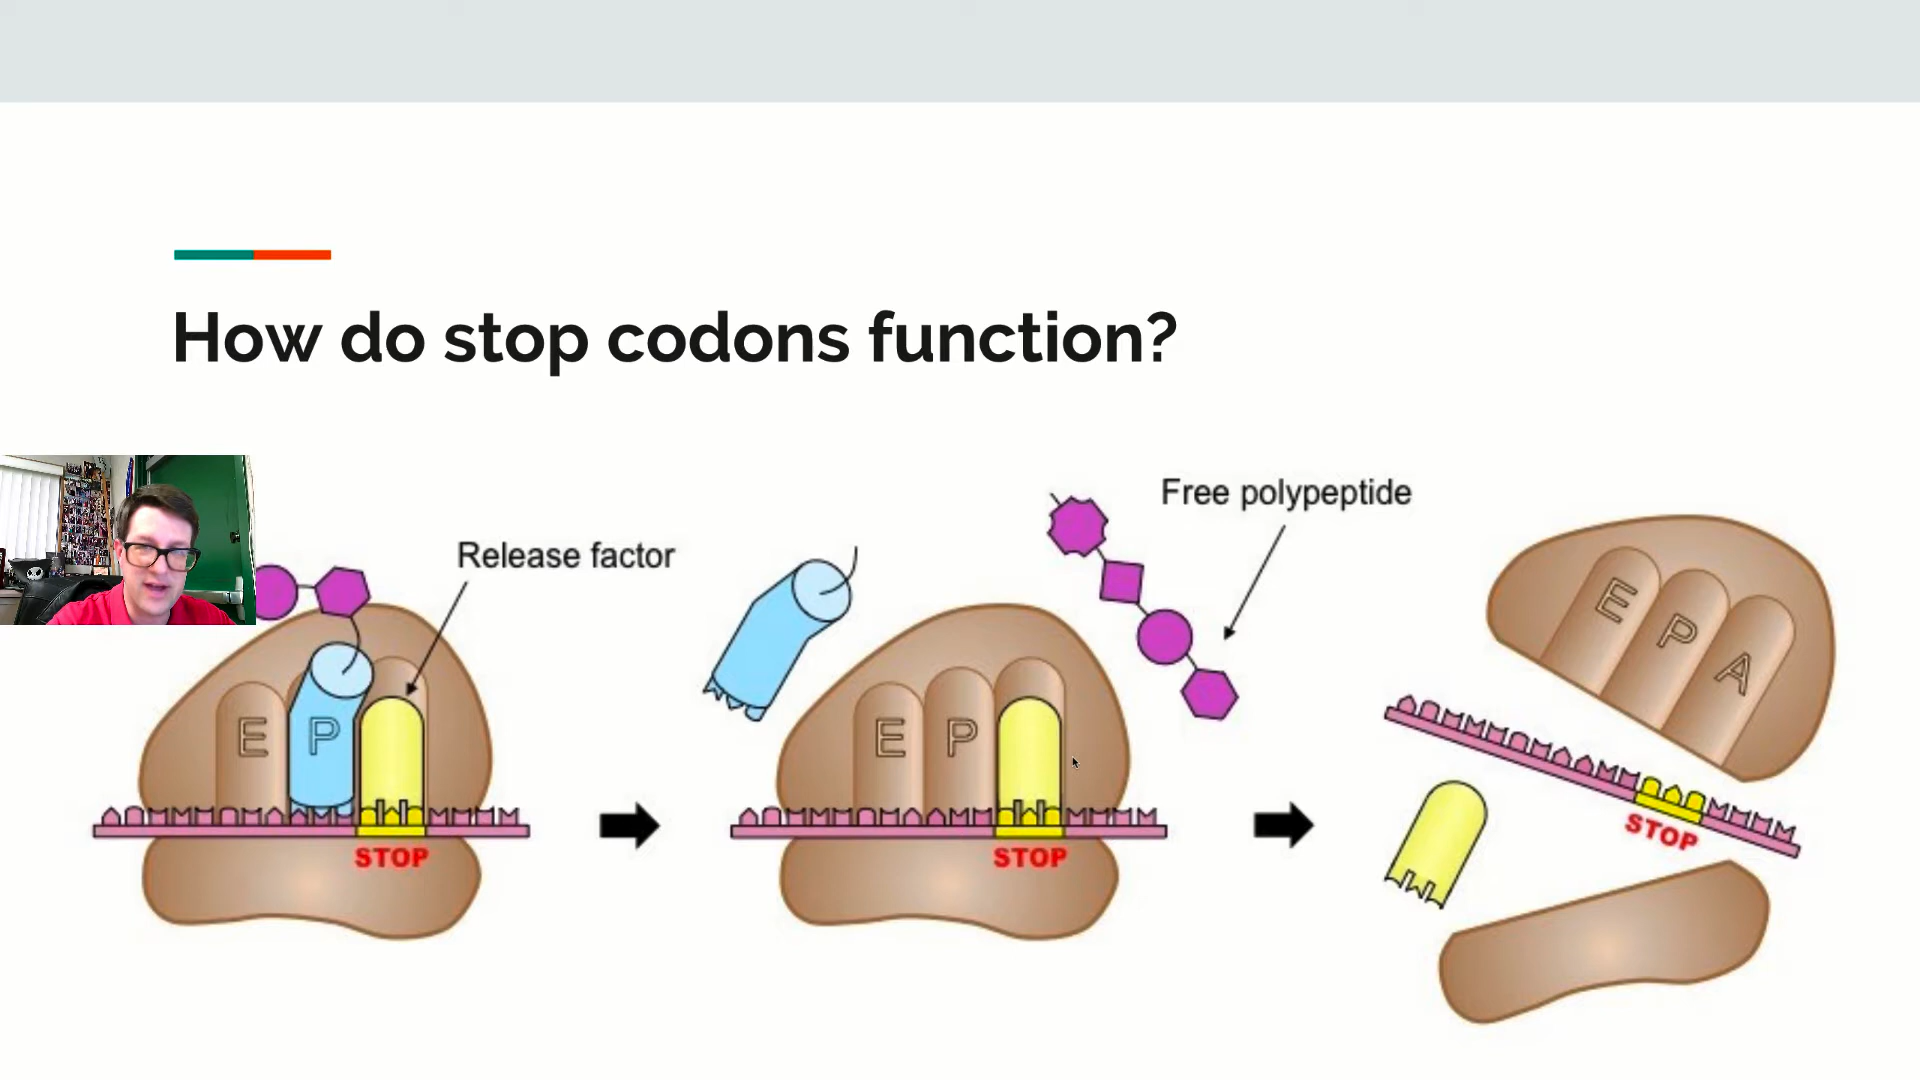 How do stop codons function?
Free polypeptide
Release factor
E P
STOP
E P
STOP
E P A
STOP